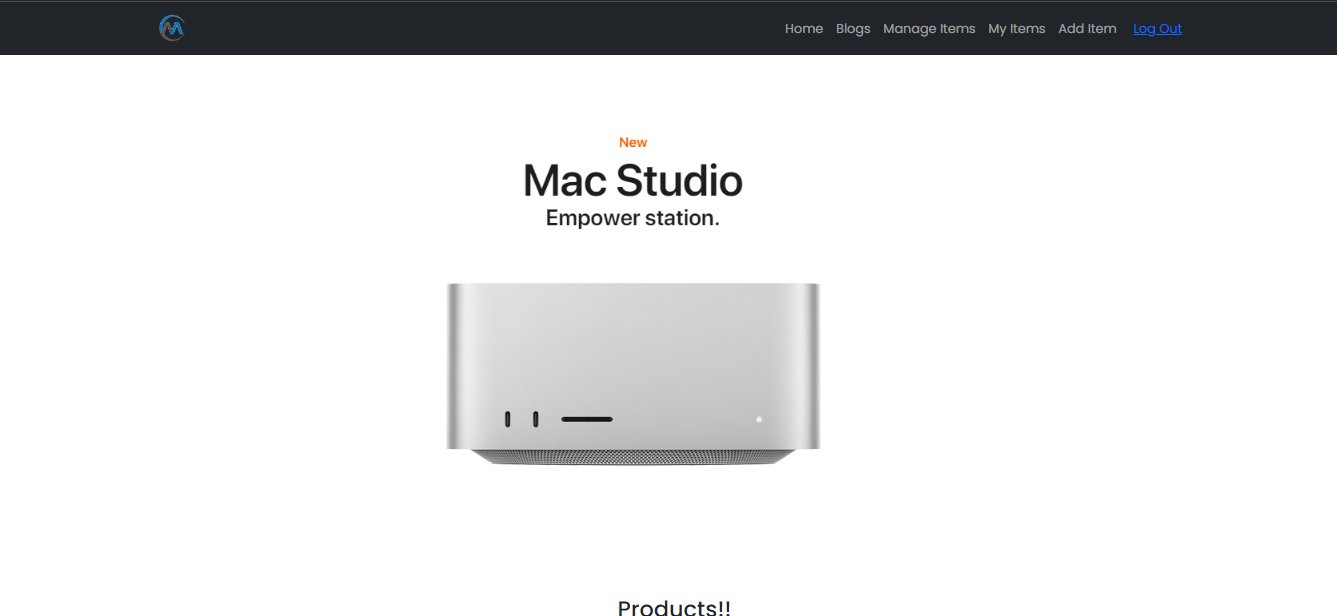 Home Blogs Manage Items My Items Add Item Log Out
New
Mac Studio
Empower station.
Products!!